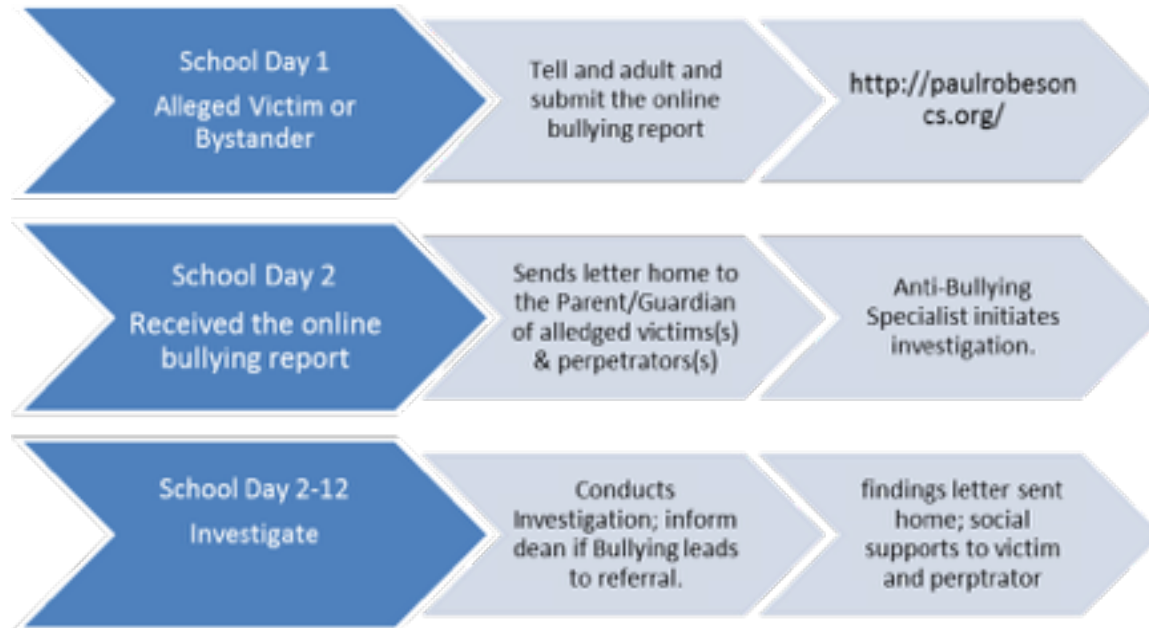 School Day 1
Alleged Victim or
Bystander
Tell and adult and
submit the online
bullying report
http://paulrobeson
cs.org/
School Day 2
Received the online
bullying report
Sends letter home to
the Parent/Guardian
of alledged victims(s)
& perpetrators(s)
Anti-Bullying
Specialist initiates
investigation.
School Day 2-12
Investigate
Conducts
Investigation; inform
dean if Bullying leads
to referral.
findings letter sent
home; social
supports to victim
and perptrator